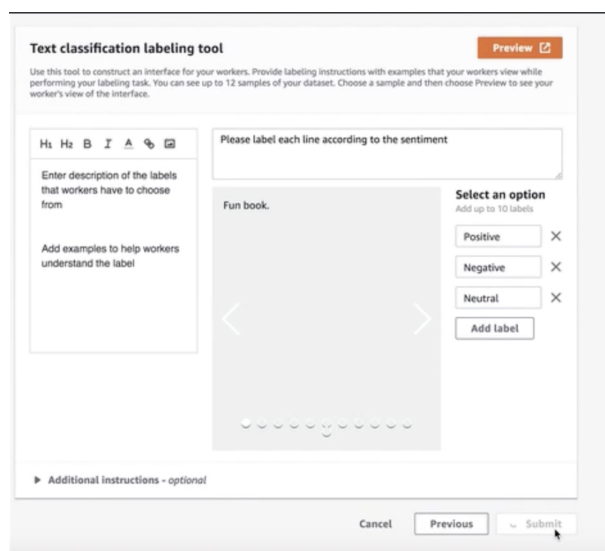 Text classification labeling tool
Preview
Use this tool to construct an interface for your workers. Provide labeling instructions with examples that your workers view while
performing your labeling task. You can see up to 12 samples of your dataset. Choose a sample and then choose Preview to see your
worker's view of the interface.
H1 H2 B I A
Enter description of the labels
that workers have to choose
from
Add examples to help workers
understand the label
Please label each line according to the sentiment
Fun book.
Select an option
Add up to 10 labels
Positive
Negative
Neutral
Add label
Additional instructions - optional
Cancel
Previous
Submit